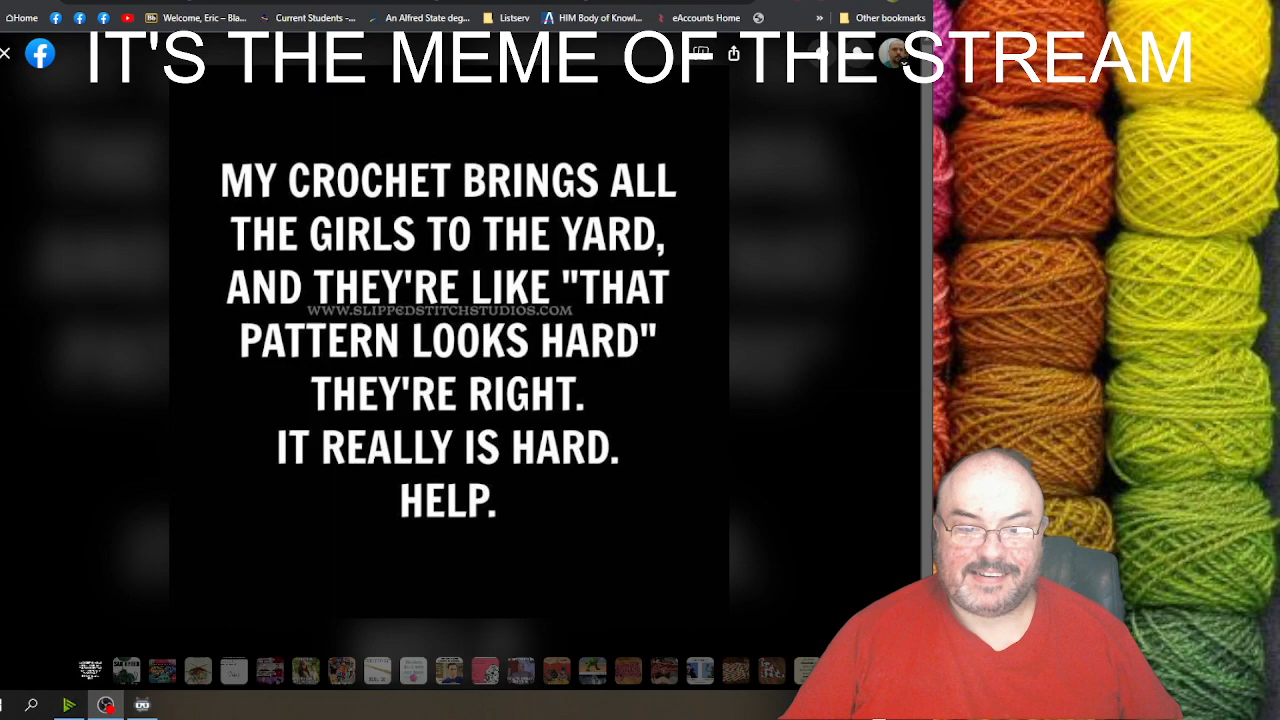 Home
Welcome, Eric – Bla...
Current Students -...
An Alfred State deg...
Listserv
HIM Body of Knowl...
eAccounts Home
»
Other bookmarks
IT'S THE MEME OF THE STREAM
MY CROCHET BRINGS ALL
THE GIRLS TO THE YARD,
AND THEY'RE LIKE "THAT
WWW.SLIPPEDSTITCHSTUDIOS.COM
PATTERN LOOKS HARD"
THEY'RE RIGHT.
IT REALLY IS HARD.
HELP.